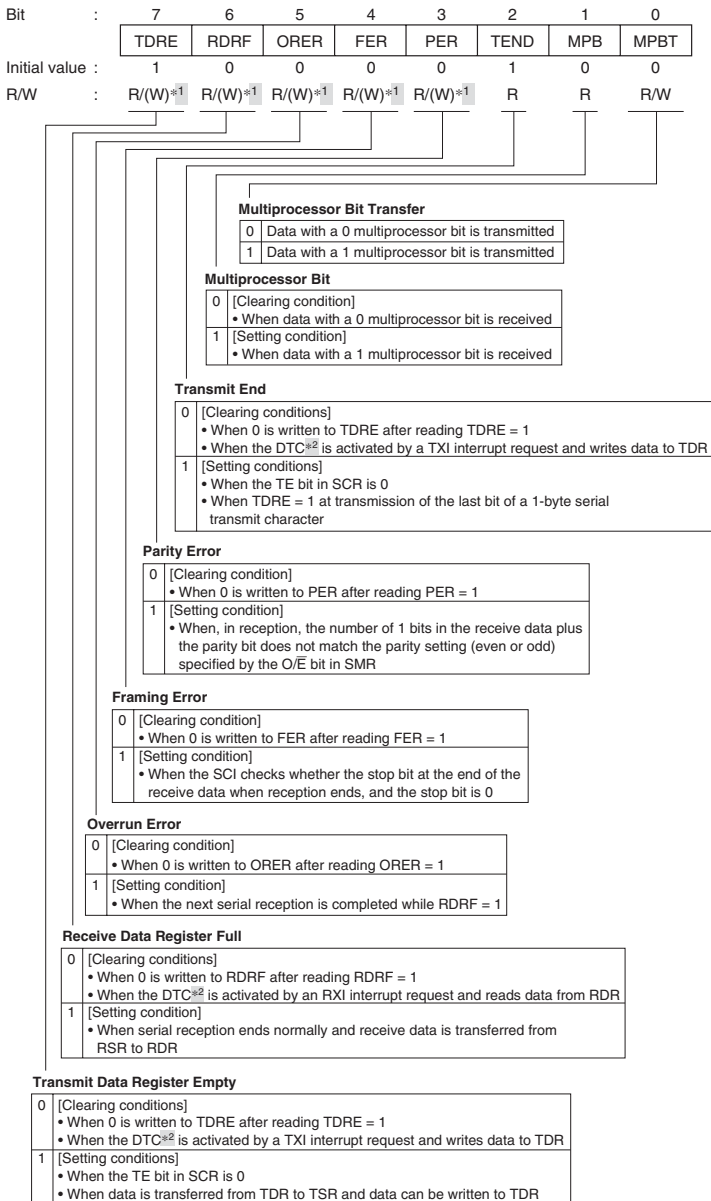 Bit : 7 6 5 4 3 2 1 0
TDRE RDRF ORER FER PER TEND MPB MPBT
Initial value : 1 0 0 0 0 1 0 0
R/W : R/(W)*1 R/(W)*1 R/(W)*1 R/(W)*1 R/(W)*1 R R R/W
Multiprocessor Bit Transfer
0 Data with a 0 multiprocessor bit is transmitted
1 Data with a 1 multiprocessor bit is transmitted
Multiprocessor Bit
0 [Clearing condition]
• When data with a 0 multiprocessor bit is received
1 [Setting condition]
• When data with a 1 multiprocessor bit is received
Transmit End
0 [Clearing conditions]
• When 0 is written to TDRE after reading TDRE = 1
• When the DTC*2 is activated by a TXI interrupt request and writes data to TDR
1 [Setting conditions]
• When the TE bit in SCR is 0
• When TDRE = 1 at transmission of the last bit of a 1-byte serial
transmit character
Parity Error
0 [Clearing condition]
• When 0 is written to PER after reading PER = 1
1 [Setting condition]
• When, in reception, the number of 1 bits in the receive data plus
the parity bit does not match the parity setting (even or odd)
specified by the O/E̅ bit in SMR
Framing Error
0 [Clearing condition]
• When 0 is written to FER after reading FER = 1
1 [Setting condition]
• When the SCI checks whether the stop bit at the end of the
receive data when reception ends, and the stop bit is 0
Overrun Error
0 [Clearing condition]
• When 0 is written to ORER after reading ORER = 1
1 [Setting condition]
• When the next serial reception is completed while RDRF = 1
Receive Data Register Full
0 [Clearing conditions]
• When 0 is written to RDRF after reading RDRF = 1
• When the DTC*2 is activated by an RXI interrupt request and reads data from RDR
1 [Setting condition]
• When serial reception ends normally and receive data is transferred from
RSR to RDR
Transmit Data Register Empty
0 [Clearing conditions]
• When 0 is written to TDRE after reading TDRE = 1
• When the DTC*2 is activated by a TXI interrupt request and writes data to TDR
1 [Setting conditions]
• When the TE bit in SCR is 0
• When data is transferred from TDR to TSR and data can be written to TDR